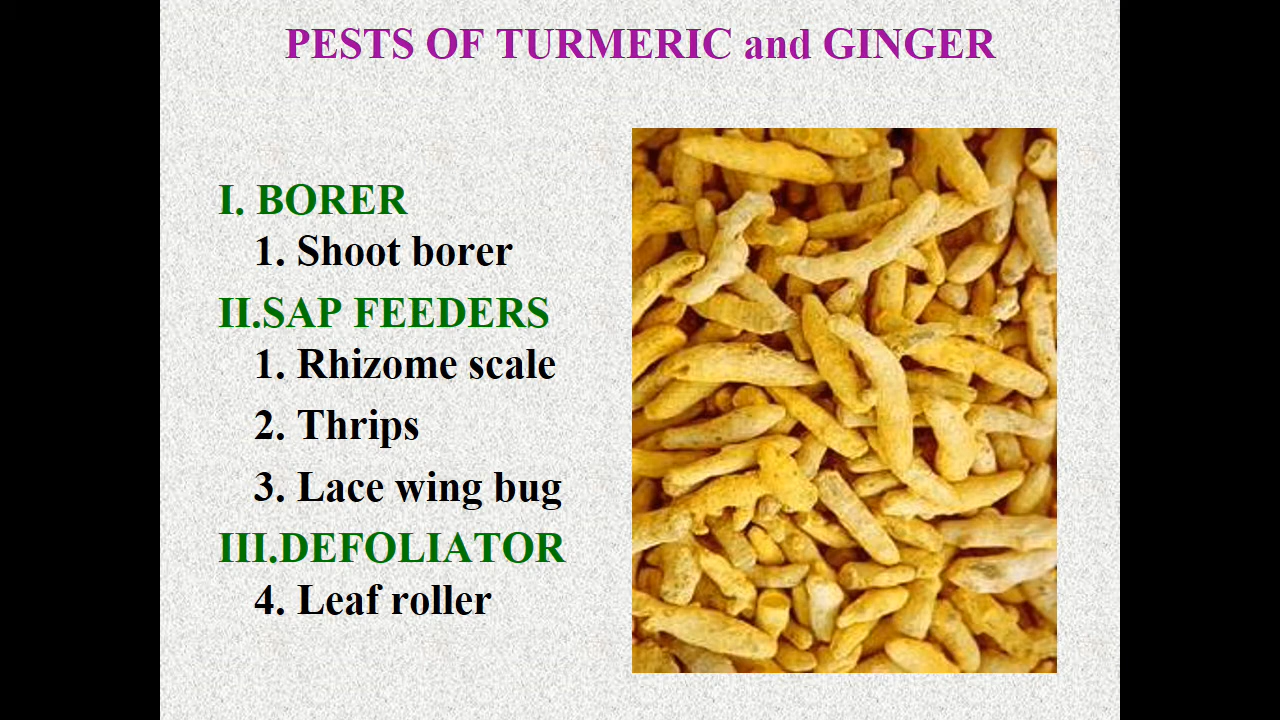 PESTS OF TURMERIC and GINGER
I. BORER
1. Shoot borer
II.SAP FEEDERS
1. Rhizome scale
2. Thrips
3. Lace wing bug
III.DEFOLIATOR
4. Leaf roller